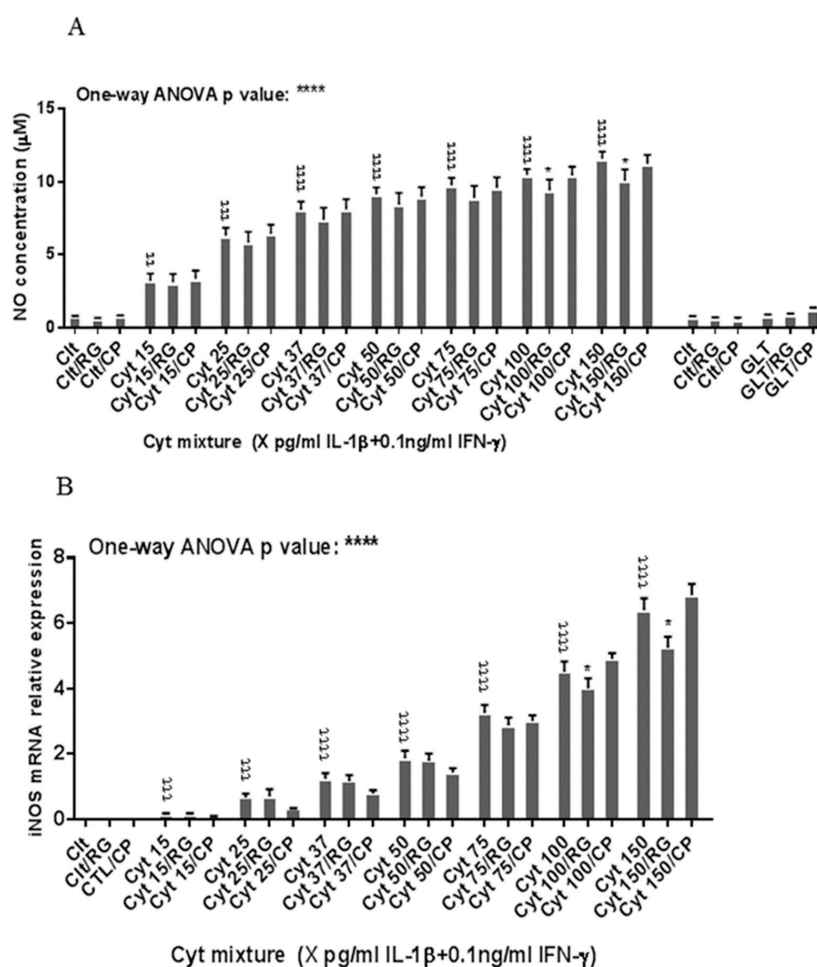 A
One-way ANOVA p value: ****
NO concentration (μM)
15
10
5
0
Clt
Clt/RG
Clt/CP
Cyt 15
Cyt 15/RG
Cyt 15/CP
Cyt 25
Cyt 25/RG
Cyt 25/CP
Cyt 37
Cyt 37/RG
Cyt 37/CP
Cyt 50
Cyt 50/RG
Cyt 50/CP
Cyt 75
Cyt 75/RG
Cyt 75/CP
Cyt 100
Cyt 100/RG
Cyt 100/CP
Cyt 150
Cyt 150/RG
Cyt 150/CP
Clt
Clt/RG
Clt/CP
GLT
GLT/RG
GLT/CP
*
*
Cyt mixture (X pg/ml IL-1β+0.1ng/ml IFN-γ)
B
One-way ANOVA p value: ****
iNOS mRNA relative expression
8
6
4
2
0
Clt
Clt/RG
CTL/CP
Cyt 15
Cyt 15/RG
Cyt 15/CP
Cyt 25
Cyt 25/RG
Cyt 25/CP
Cyt 37
Cyt 37/RG
Cyt 37/CP
Cyt 50
Cyt 50/RG
Cyt 50/CP
Cyt 75
Cyt 75/RG
Cyt 75/CP
Cyt 100
Cyt 100/RG
Cyt 100/CP
Cyt 150
Cyt 150/RG
Cyt 150/CP
*
*
Cyt mixture (X pg/ml IL-1β+0.1ng/ml IFN-γ)